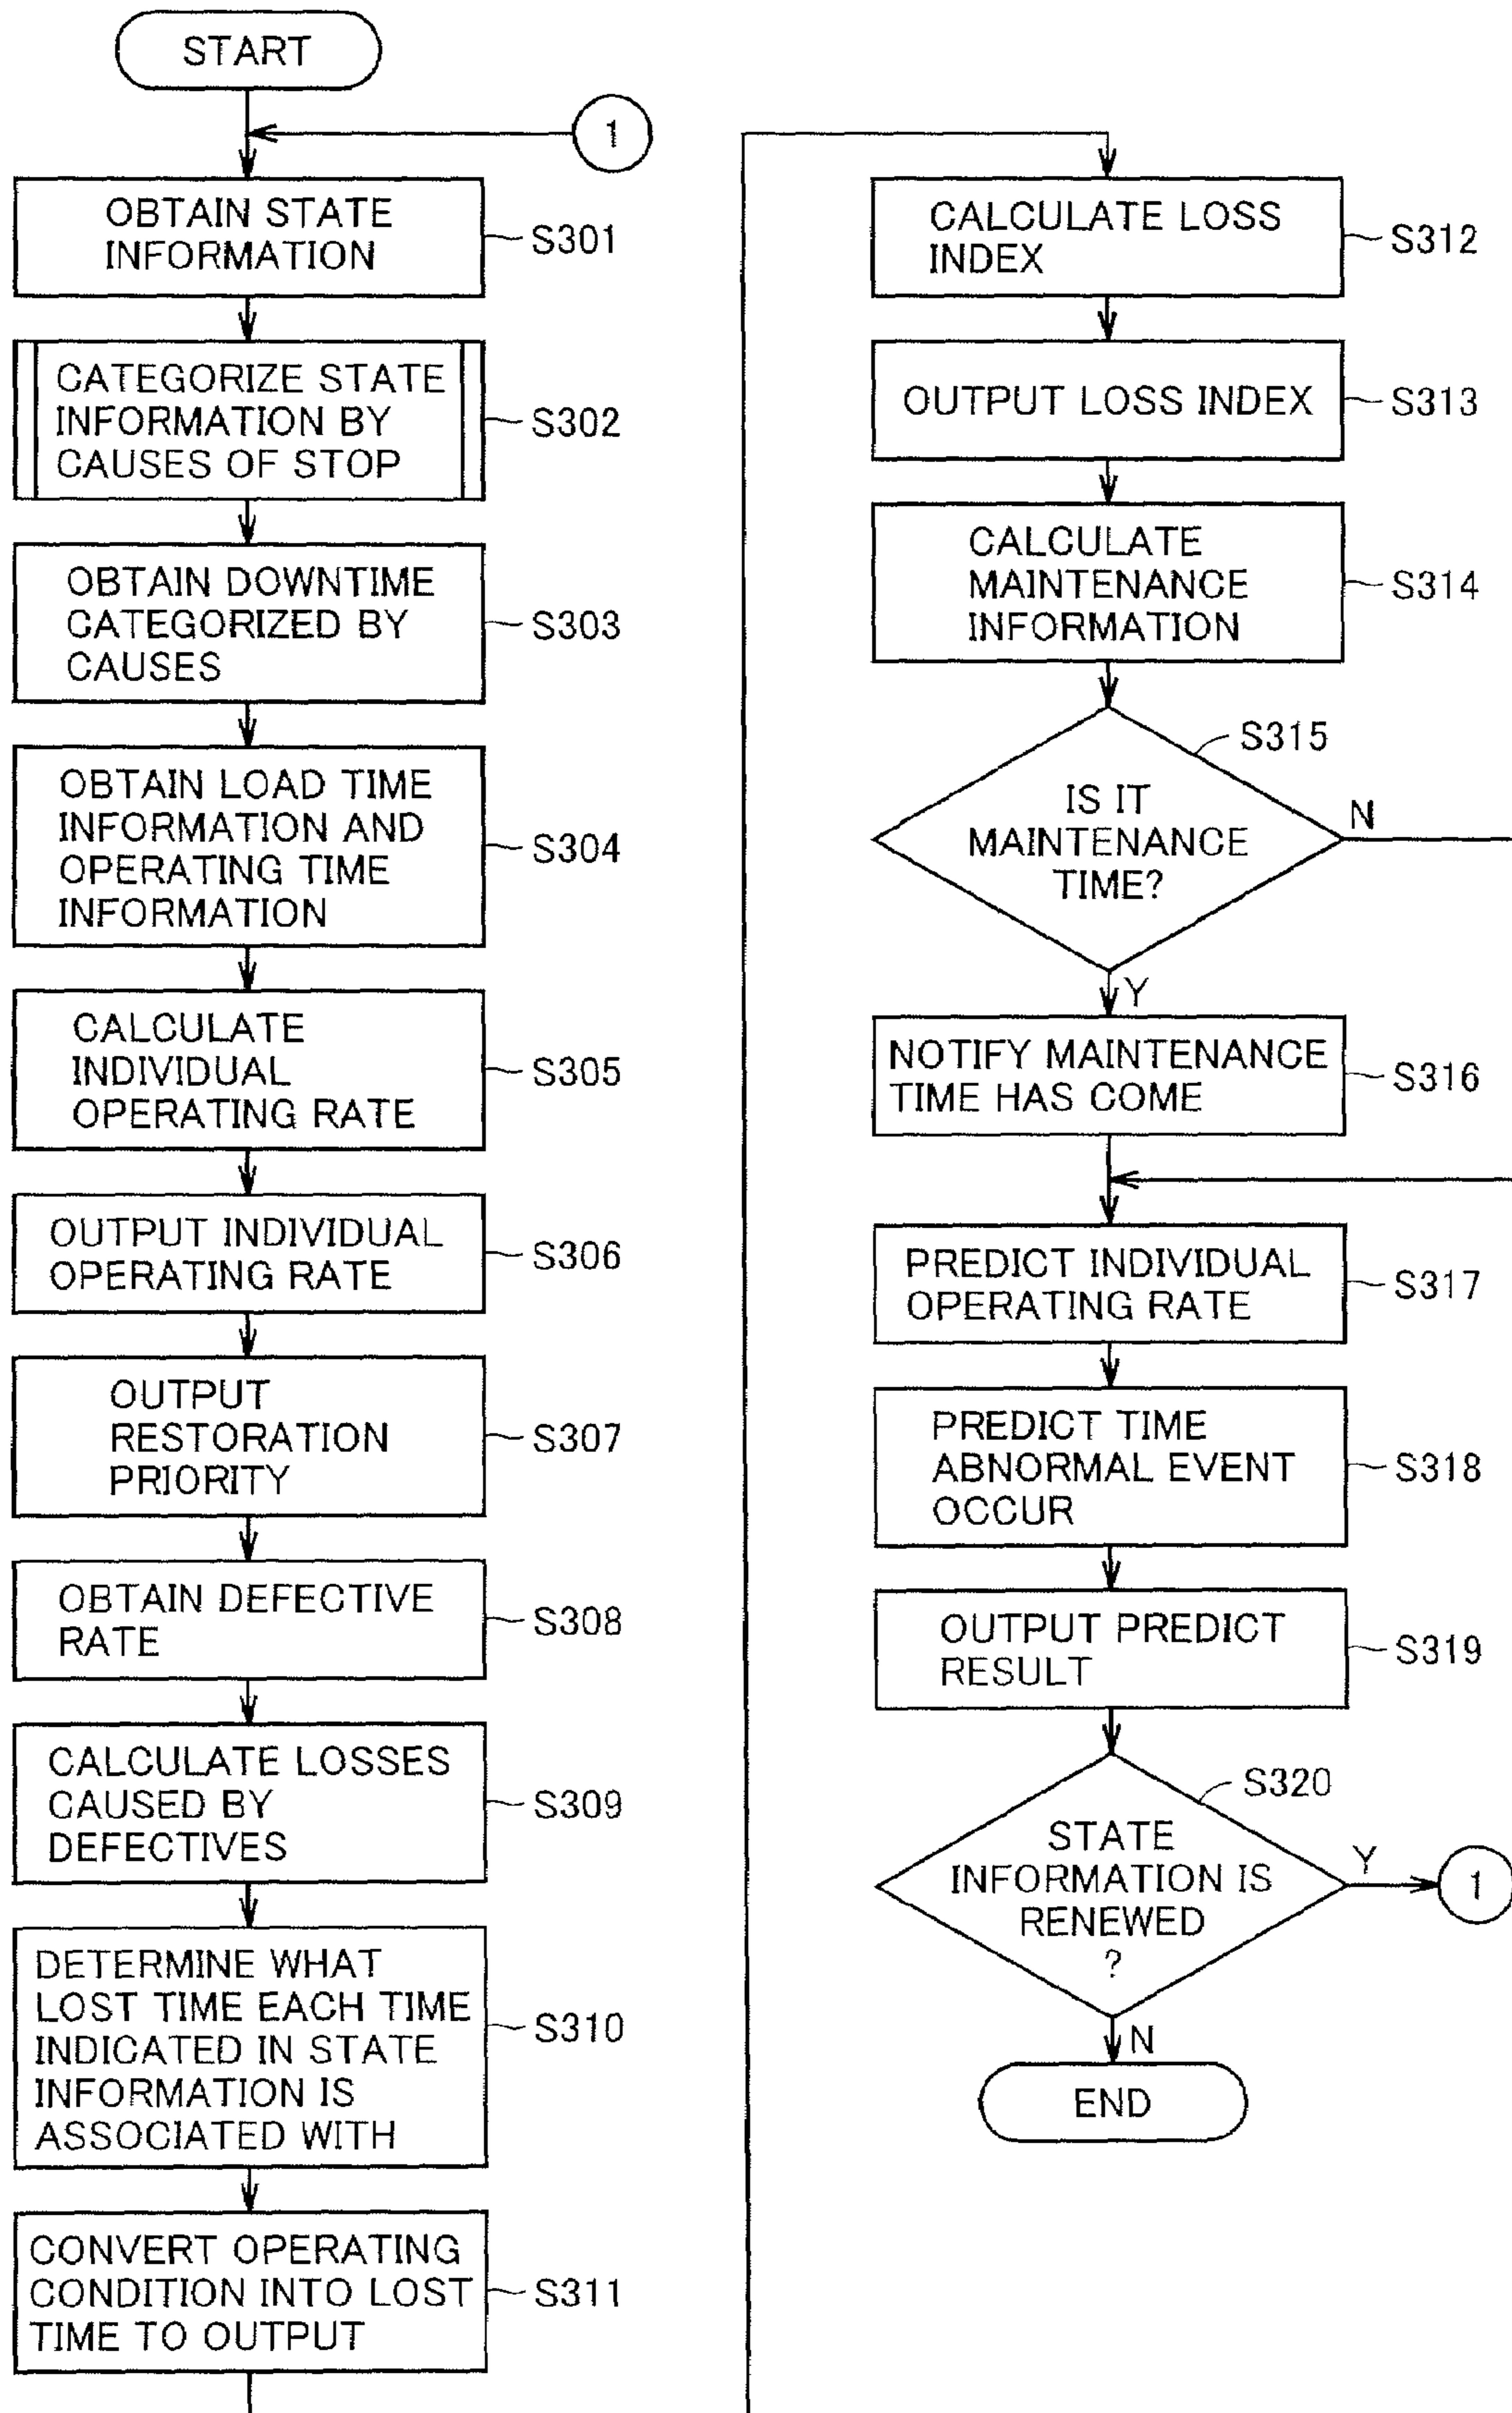 START
1
OBTAIN STATE
INFORMATION
S301
CATEGORIZE STATE
INFORMATION BY
CAUSES OF STOP
S302
OBTAIN DOWNTIME
CATEGORIZED BY
CAUSES
S303
OBTAIN LOAD TIME
INFORMATION AND
OPERATING TIME
INFORMATION
S304
CALCULATE
INDIVIDUAL
OPERATING RATE
S305
OUTPUT INDIVIDUAL
OPERATING RATE
S306
OUTPUT
RESTORATION
PRIORITY
S307
OBTAIN DEFECTIVE
RATE
S308
CALCULATE LOSSES
CAUSED BY
DEFECTIVES
S309
DETERMINE WHAT
LOST TIME EACH TIME
INDICATED IN STATE
INFORMATION IS
ASSOCIATED WITH
S310
CONVERT OPERATING
CONDITION INTO LOST
TIME TO OUTPUT
S311
CALCULATE LOSS
INDEX
S312
OUTPUT LOSS INDEX
S313
CALCULATE
MAINTENANCE
INFORMATION
S314
S315
IS IT
MAINTENANCE
TIME?
N
Y
NOTIFY MAINTENANCE
TIME HAS COME
S316
PREDICT INDIVIDUAL
OPERATING RATE
S317
PREDICT TIME
ABNORMAL EVENT
OCCUR
S318
OUTPUT PREDICT
RESULT
S319
S320
STATE
INFORMATION IS
RENEWED
?
Y
1
N
END